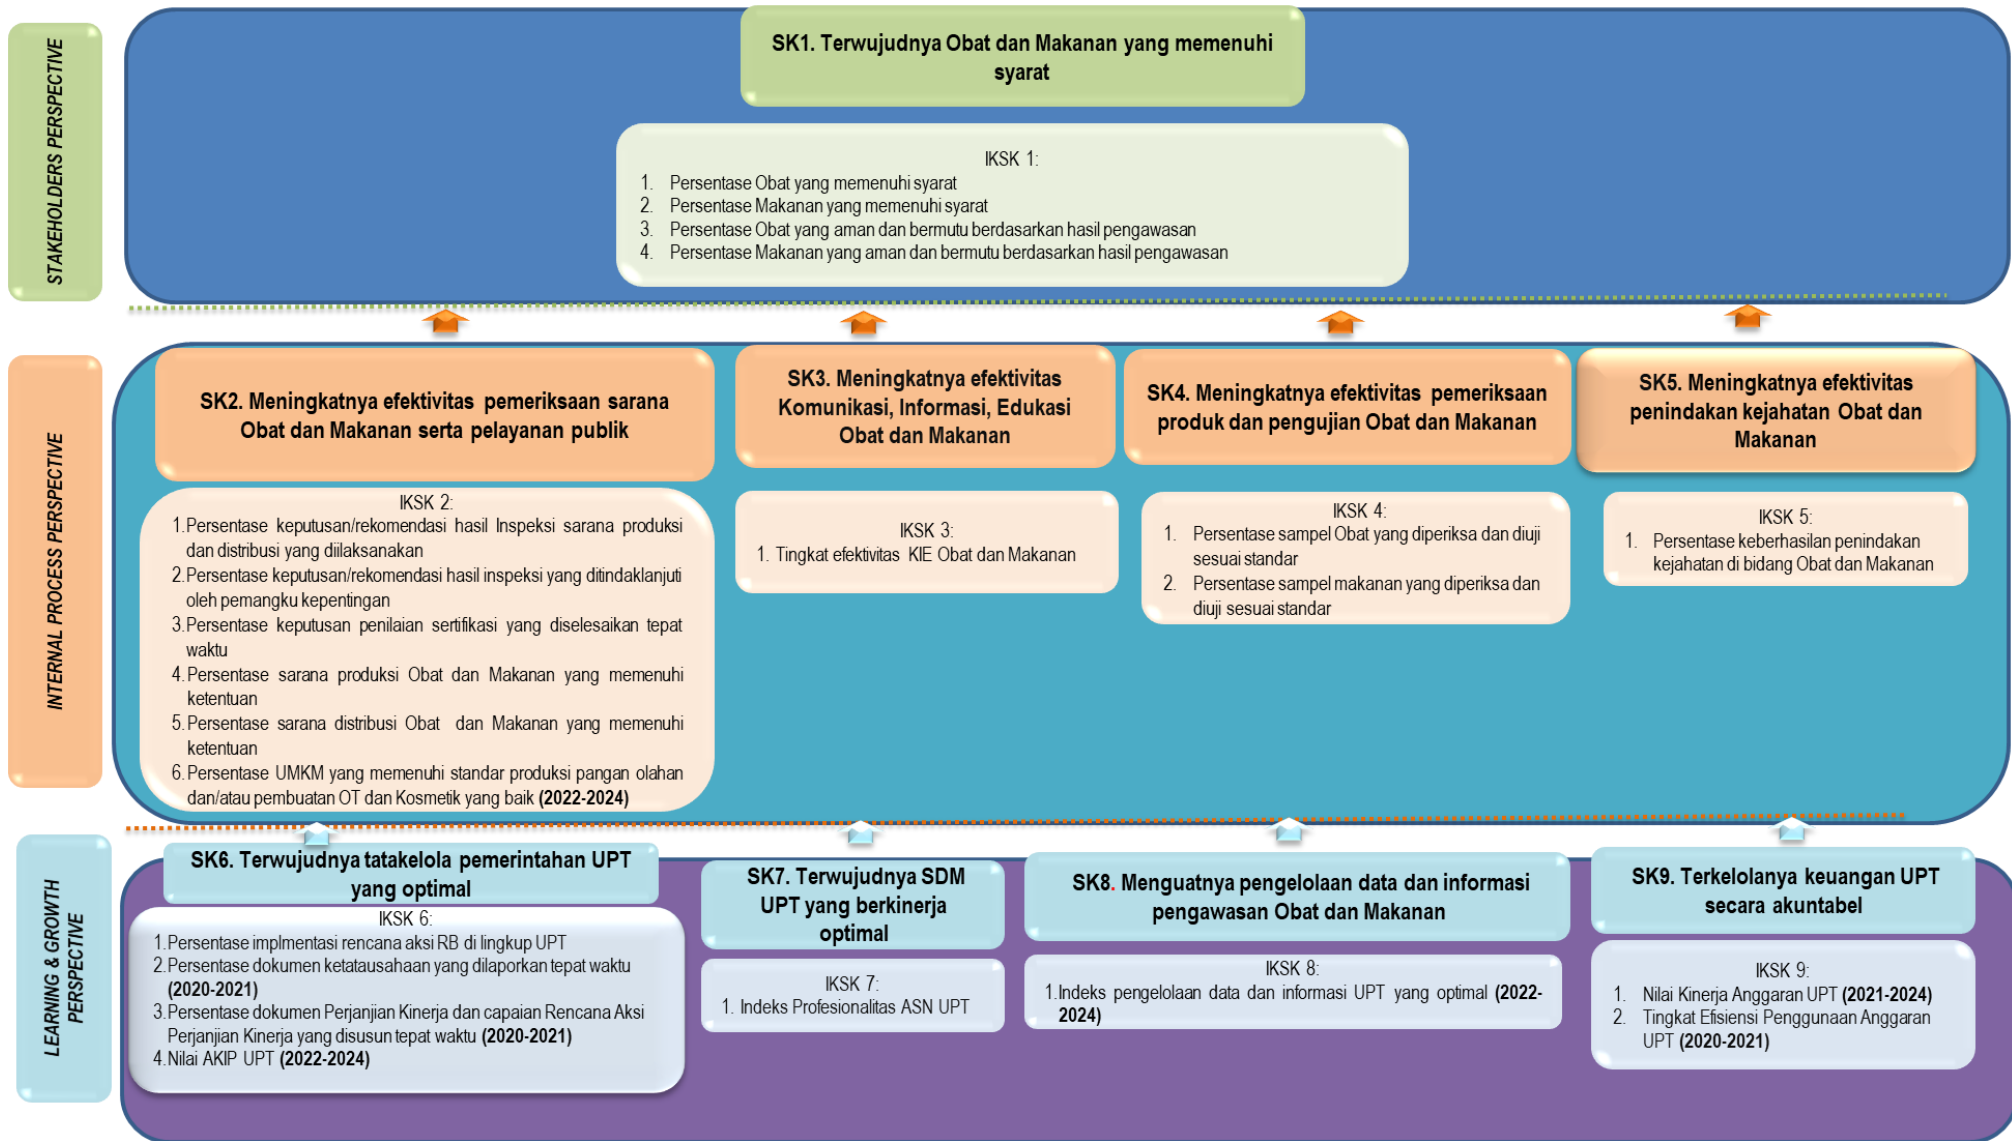 STAKEHOLDERS PERSPECTIVE
SK1. Terwujudnya Obat dan Makanan yang memenuhi
syarat
IKSK 1:
1. Persentase Obat yang memenuhi syarat
2. Persentase Makanan yang memenuhi syarat
3. Persentase Obat yang aman dan bermutu berdasarkan hasil pengawasan
4. Persentase Makanan yang aman dan bermutu berdasarkan hasil pengawasan
INTERNAL PROCESS PERSPECTIVE
SK2. Meningkatnya efektivitas pemeriksaan sarana
Obat dan Makanan serta pelayanan publik
IKSK 2:
1.Persentase keputusan/rekomendasi hasil Inspeksi sarana produksi
dan distribusi yang diilaksanakan
2.Persentase keputusan/rekomendasi hasil inspeksi yang ditindaklanjuti
oleh pemangku kepentingan
3.Persentase keputusan penilaian sertifikasi yang diselesaikan tepat
waktu
4.Persentase sarana produksi Obat dan Makanan yang memenuhi
ketentuan
5.Persentase sarana distribusi Obat dan Makanan yang memenuhi
ketentuan
6.Persentase UMKM yang memenuhi standar produksi pangan olahan
dan/atau pembuatan OT dan Kosmetik yang baik (2022-2024)
SK3. Meningkatnya efektivitas
Komunikasi, Informasi, Edukasi
Obat dan Makanan
IKSK 3:
1. Tingkat efektivitas KIE Obat dan Makanan
SK4. Meningkatnya efektivitas pemeriksaan
produk dan pengujian Obat dan Makanan
IKSK 4:
1. Persentase sampel Obat yang diperiksa dan diuji
sesuai standar
2. Persentase sampel makanan yang diperiksa dan
diuji sesuai standar
SK5. Meningkatnya efektivitas
penindakan kejahatan Obat dan
Makanan
IKSK 5:
1. Persentase keberhasilan penindakan
kejahatan di bidang Obat dan Makanan
LEARNING & GROWTH
PERSPECTIVE
SK6. Terwujudnya tatakelola pemerintahan UPT
yang optimal
IKSK 6:
1.Persentase implmentasi rencana aksi RB di lingkup UPT
2.Persentase dokumen ketatausahaan yang dilaporkan tepat waktu
(2020-2021)
3.Persentase dokumen Perjanjian Kinerja dan capaian Rencana Aksi
Perjanjian Kinerja yang disusun tepat waktu (2020-2021)
4.Nilai AKIP UPT (2022-2024)
SK7. Terwujudnya SDM
UPT yang berkinerja
optimal
IKSK 7:
1. Indeks Profesionalitas ASN UPT
SK8. Menguatnya pengelolaan data dan informasi
pengawasan Obat dan Makanan
IKSK 8:
1.Indeks pengelolaan data dan informasi UPT yang optimal (2022-
2024)
SK9. Terkelolanya keuangan UPT
secara akuntabel
IKSK 9:
1. Nilai Kinerja Anggaran UPT (2021-2024)
2. Tingkat Efisiensi Penggunaan Anggaran
UPT (2020-2021)